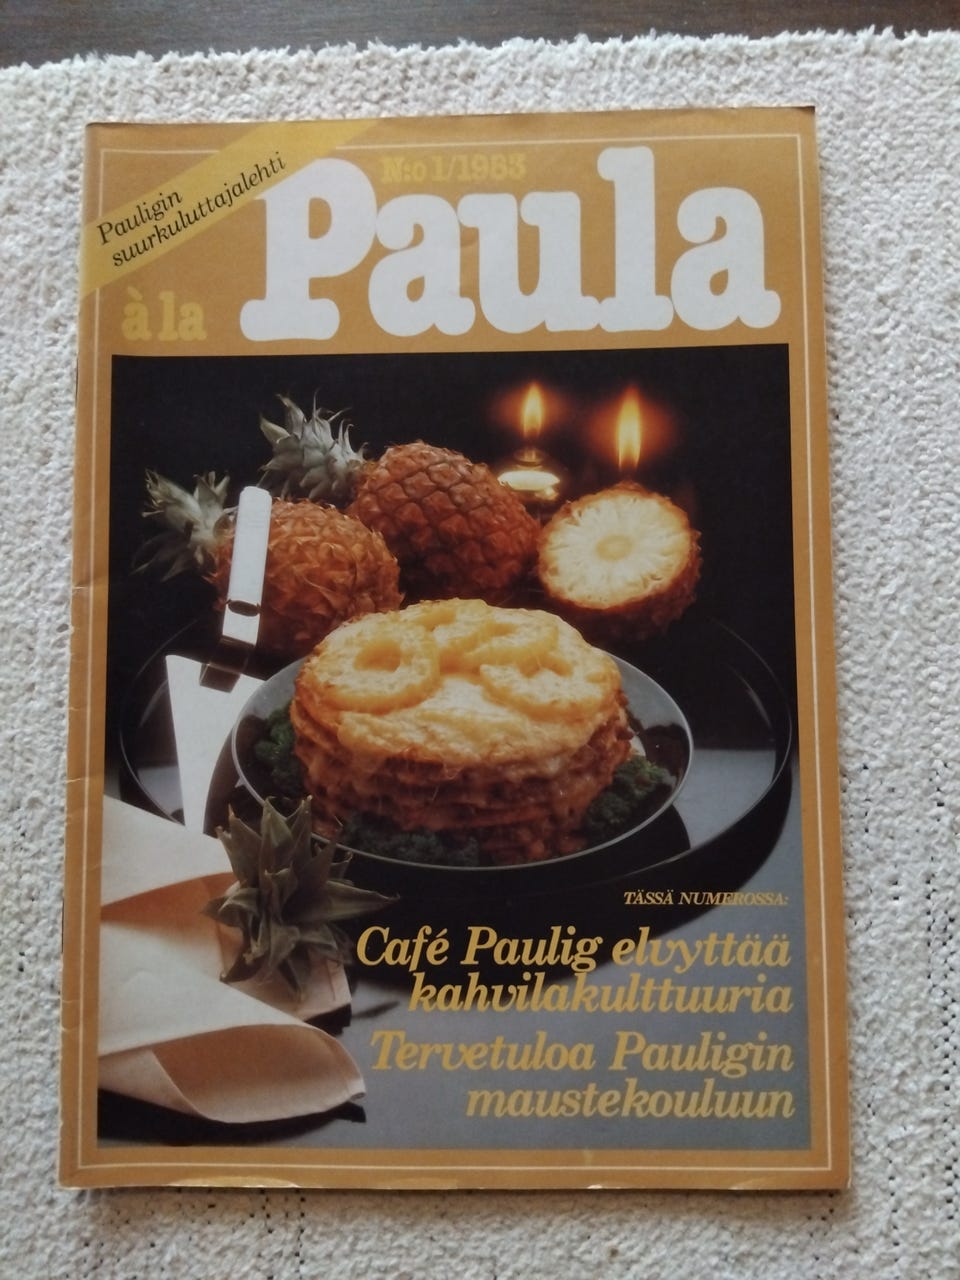 Pauligin
suurkuluttajalehti
N:o 1/1983
à la Paula
TÄSSÄ NUMEROSSA:
Café Paulig elvyttää
kahvilakulttuuria
Tervetuloa Pauligin
maustekouluun